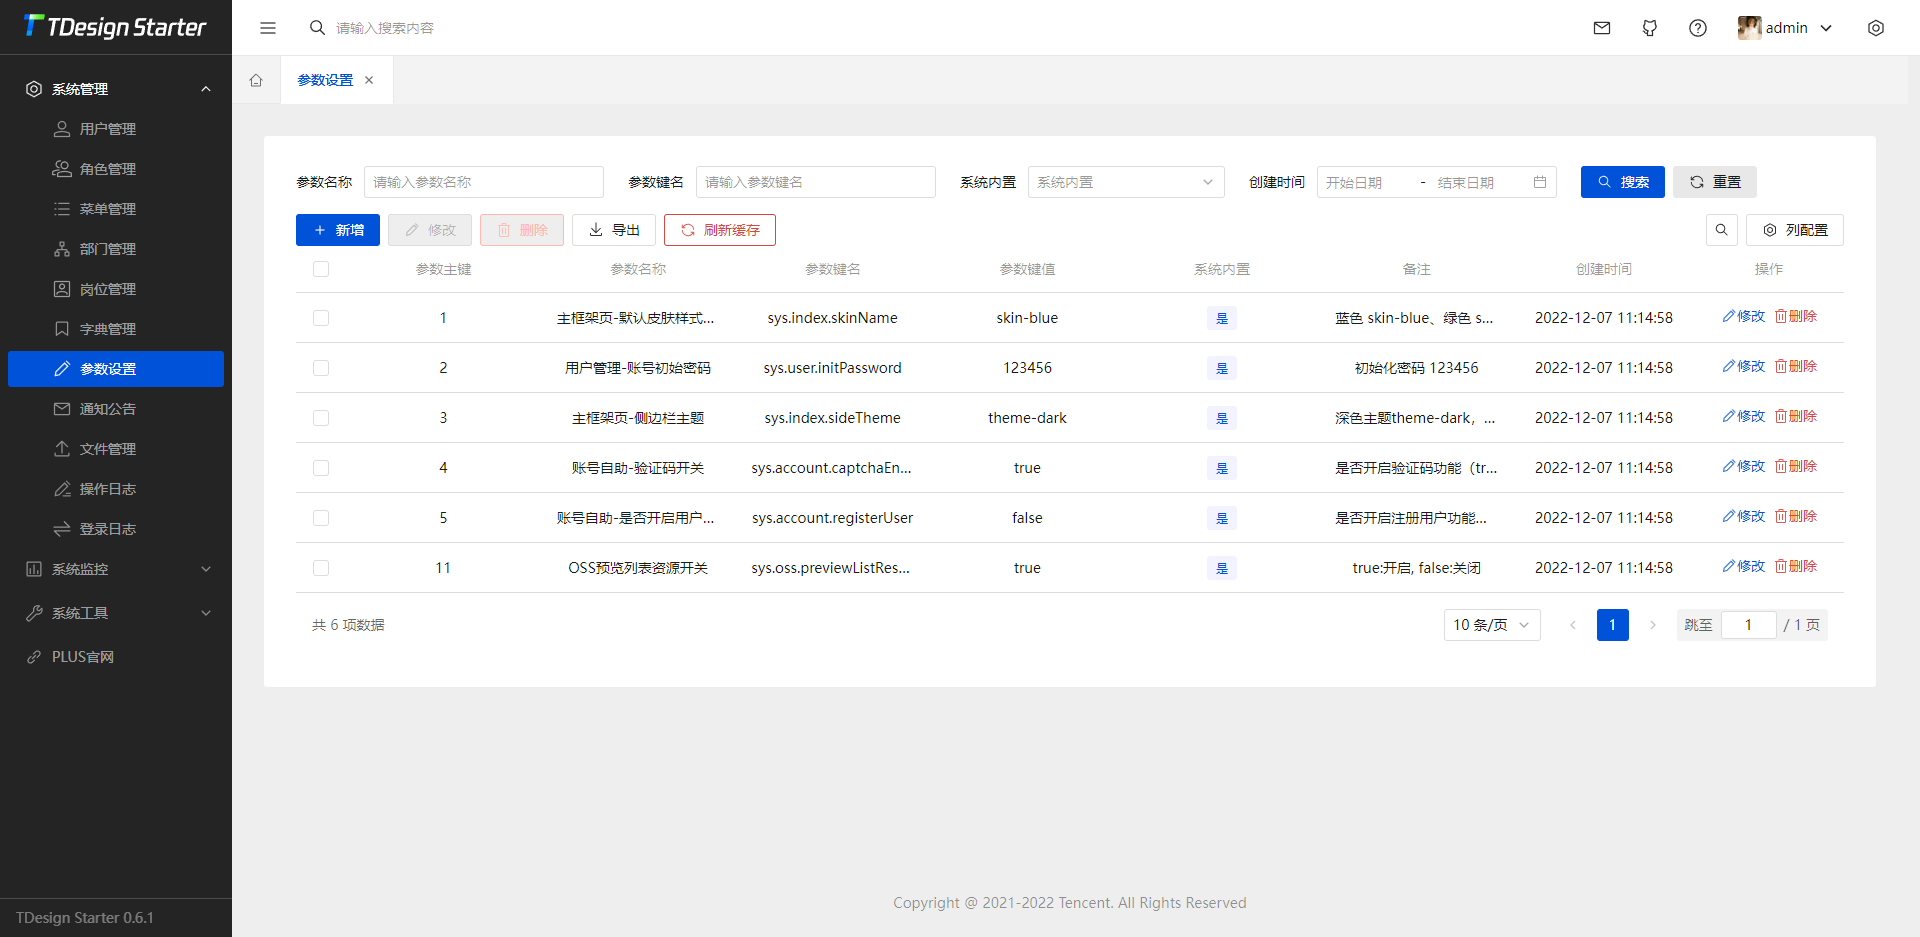 TDesign Starter
请输入搜索内容
admin
系统管理
用户管理
角色管理
菜单管理
部门管理
岗位管理
字典管理
参数设置
通知公告
文件管理
操作日志
登录日志
系统监控
系统工具
PLUS官网
TDesign Starter 0.6.1
参数设置
参数名称 请输入参数名称 参数键名 请输入参数键名 系统内置 系统内置 创建时间 开始日期 - 结束日期 搜索 重置
新增 修改 删除 导出 刷新缓存 列配置
参数主键 参数名称 参数键名 参数键值 系统内置 备注 创建时间 操作
1 主框架页-默认皮肤样式... sys.index.skinName skin-blue 是 蓝色 skin-blue、绿色 s... 2022-12-07 11:14:58 修改 删除
2 用户管理-账号初始密码 sys.user.initPassword 123456 是 初始化密码 123456 2022-12-07 11:14:58 修改 删除
3 主框架页-侧边栏主题 sys.index.sideTheme theme-dark 是 深色主题theme-dark，... 2022-12-07 11:14:58 修改 删除
4 账号自助-验证码开关 sys.account.captchaEn... true 是 是否开启验证码功能（tr... 2022-12-07 11:14:58 修改 删除
5 账号自助-是否开启用户... sys.account.registerUser false 是 是否开启注册用户功能... 2022-12-07 11:14:58 修改 删除
11 OSS预览列表资源开关 sys.oss.previewListRes... true 是 true:开启, false:关闭 2022-12-07 11:14:58 修改 删除
共 6 项数据 10 条/页 1 跳至 1 / 1 页
Copyright @ 2021-2022 Tencent. All Rights Reserved